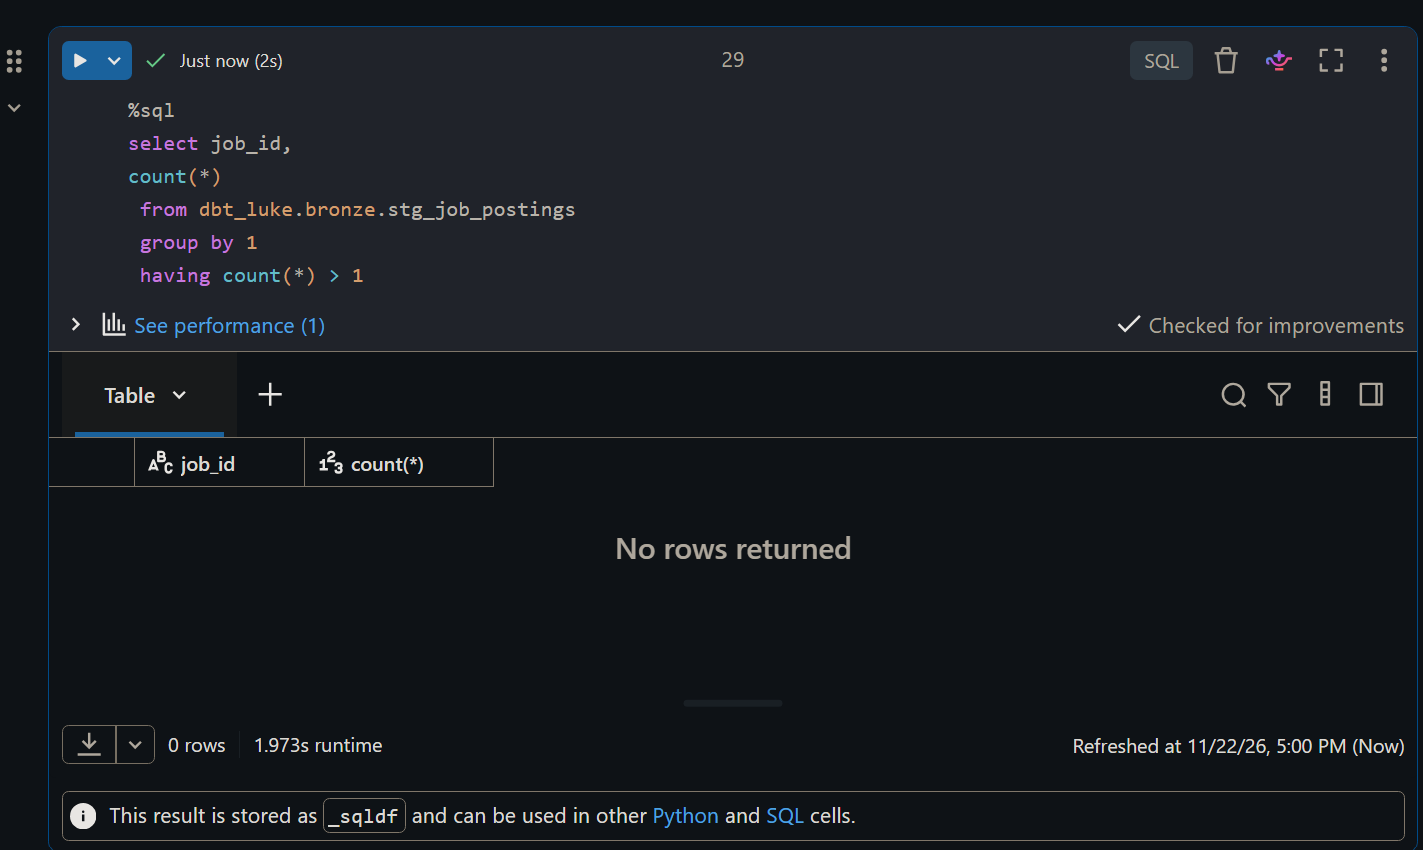 Just now (2s)
29
SQL
%sql
select job_id,
count(*)
from dbt_luke.bronze.stg_job_postings
group by 1
having count(*) > 1
See performance (1)
Checked for improvements
Table
ABC job_id
123 count(*)
No rows returned
0 rows
1.973s runtime
Refreshed at 11/22/26, 5:00 PM (Now)
This result is stored as _sqldf and can be used in other Python and SQL cells.